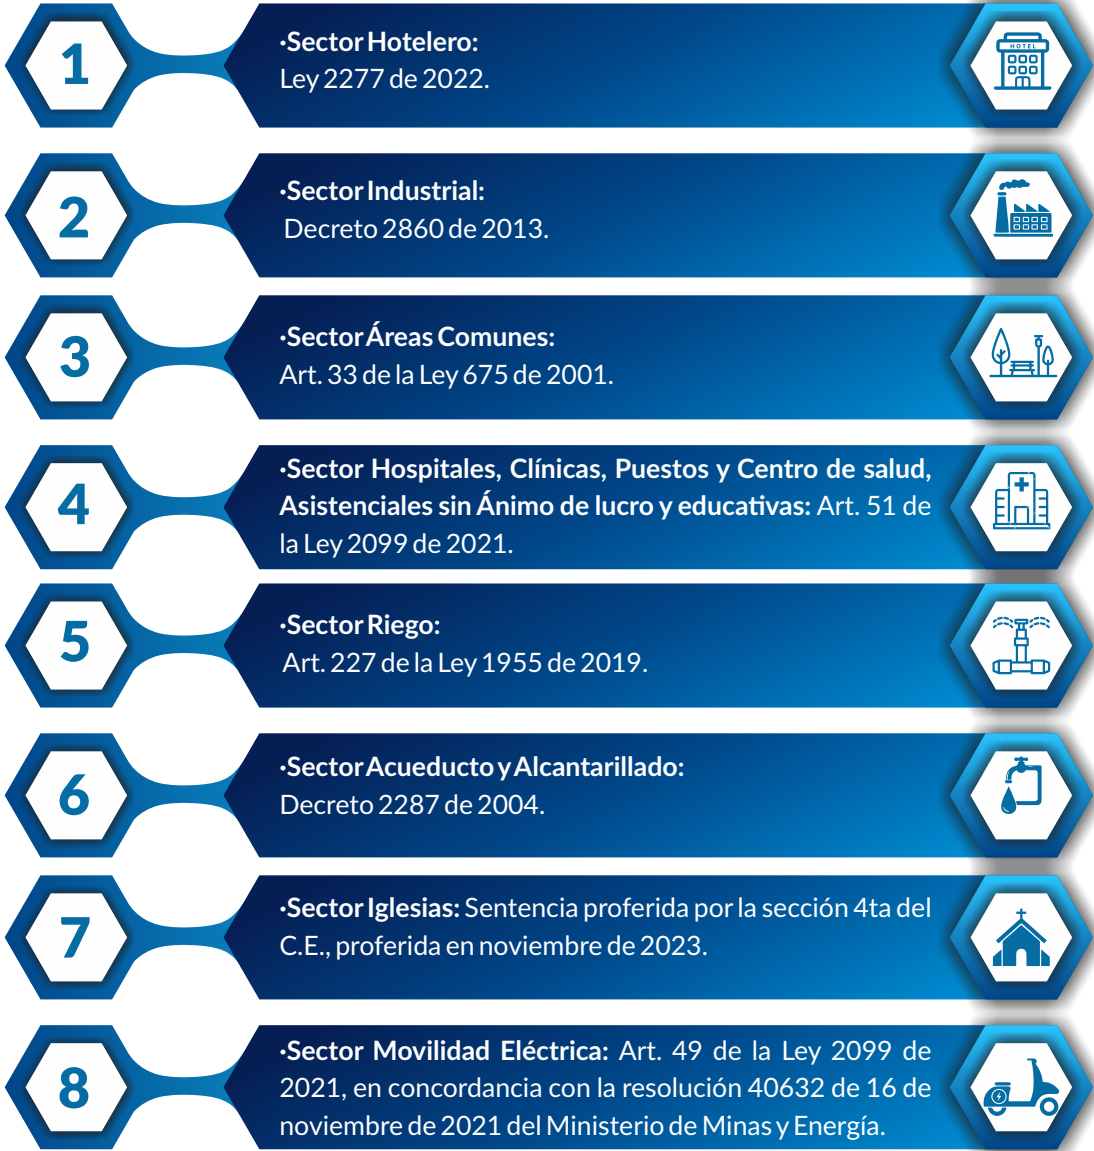 1
·Sector Hotelero:
Ley 2277 de 2022.
HOTEL
2
·Sector Industrial:
Decreto 2860 de 2013.
3
·Sector Áreas Comunes:
Art. 33 de la Ley 675 de 2001.
4
·Sector Hospitales, Clínicas, Puestos y Centro de salud,
Asistenciales sin Ánimo de lucro y educativas: Art. 51 de
la Ley 2099 de 2021.
5
·Sector Riego:
Art. 227 de la Ley 1955 de 2019.
6
·Sector Acueducto y Alcantarillado:
Decreto 2287 de 2004.
7
·Sector Iglesias: Sentencia proferida por la sección 4ta del
C.E., proferida en noviembre de 2023.
8
·Sector Movilidad Eléctrica: Art. 49 de la Ley 2099 de
2021, en concordancia con la resolución 40632 de 16 de
noviembre de 2021 del Ministerio de Minas y Energía.